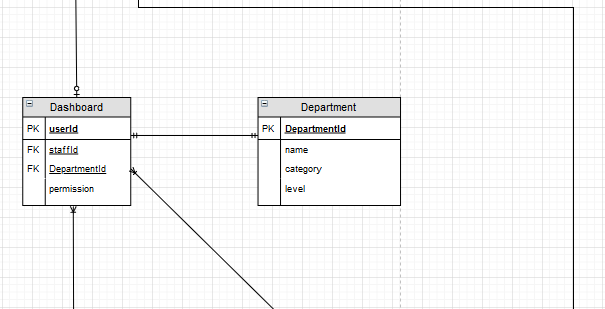 Dashboard
PK userId
FK staffId
FK DepartmentId
permission
Department
PK DepartmentId
name
category
level